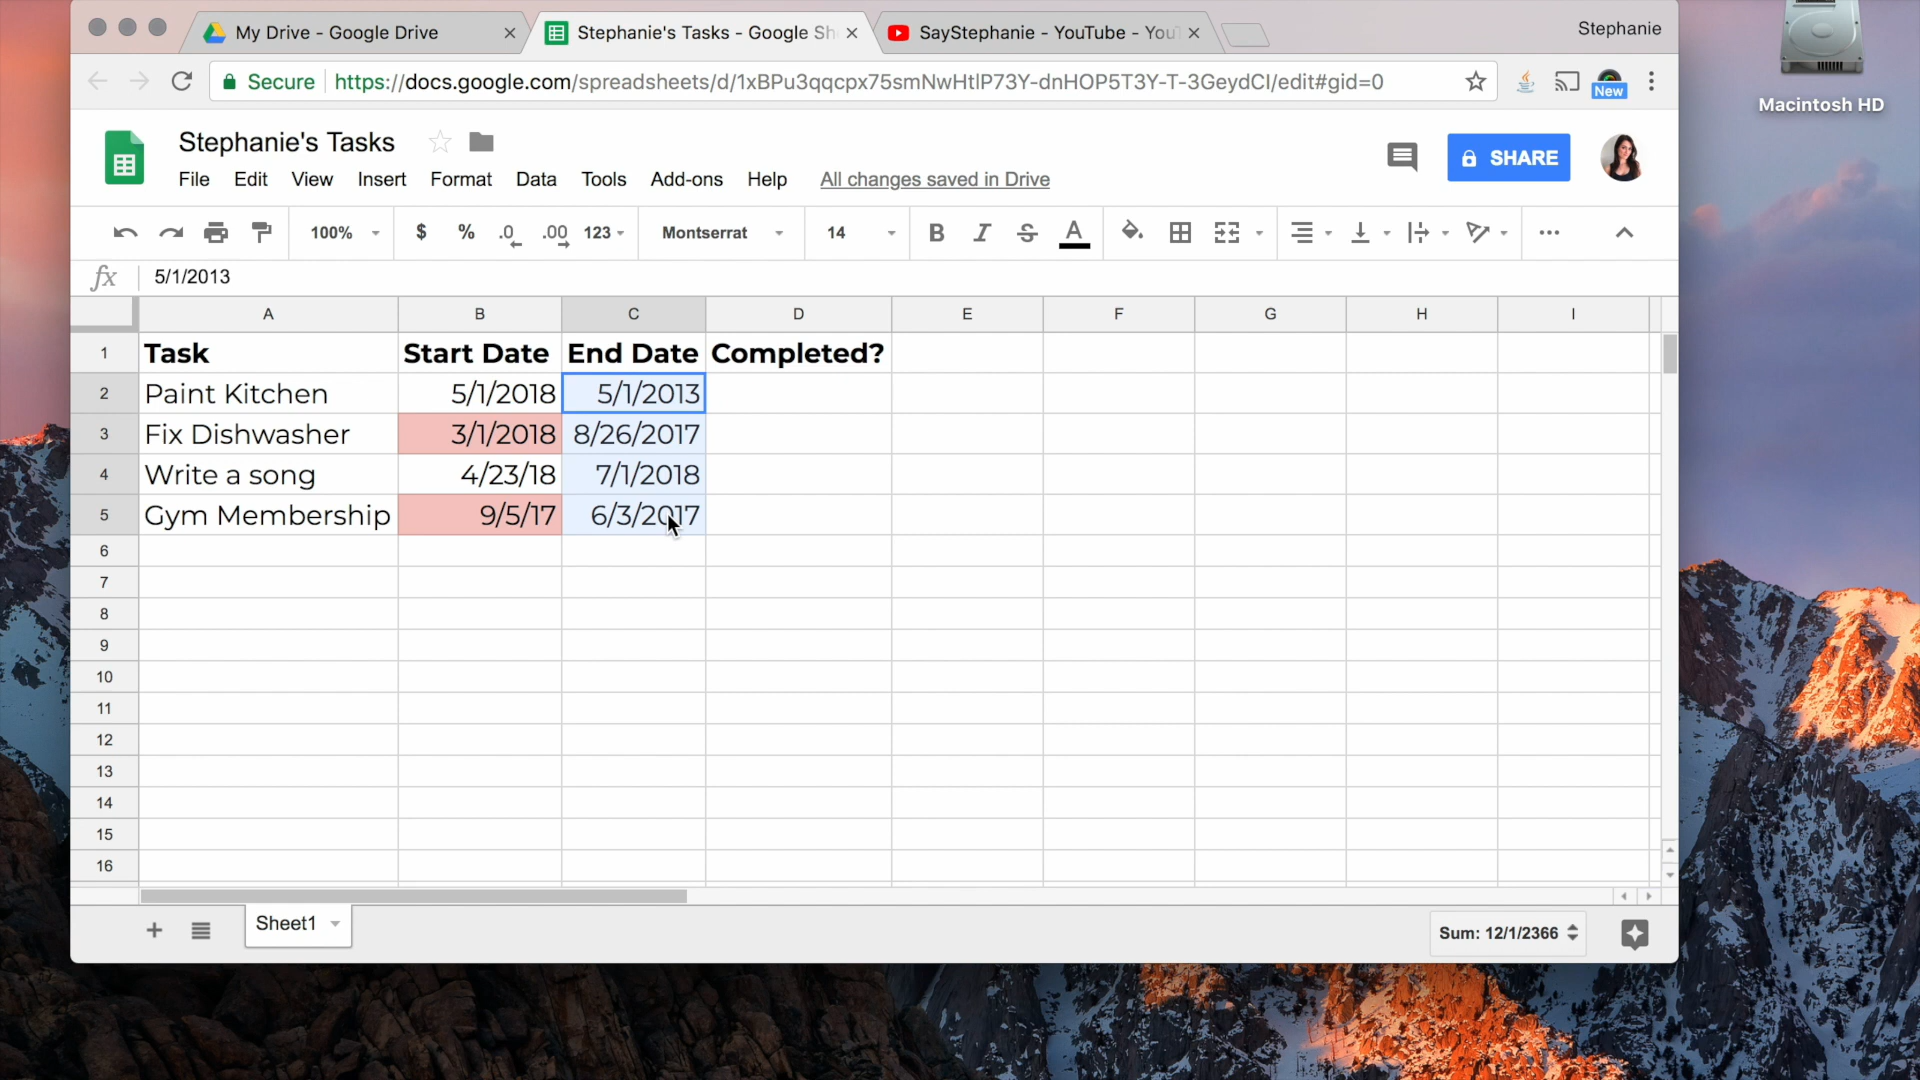 My Drive - Google Drive
Stephanie's Tasks - Google Sh
SayStephanie - YouTube - You
Stephanie
Secure
https://docs.google.com/spreadsheets/d/1xBPu3qqcpx75smNwHtlP73Y-dnHOP5T3Y-T-3GeydCI/edit#gid=0
New
Macintosh HD
Stephanie's Tasks
SHARE
File Edit View Insert Format Data Tools Add-ons Help All changes saved in Drive
100% $ % .0 .00 123 Montserrat 14 B I S A
fx 5/1/2013
A B C D E F G H I
1 Task Start Date End Date Completed?
2 Paint Kitchen 5/1/2018 5/1/2013
3 Fix Dishwasher 3/1/2018 8/26/2017
4 Write a song 4/23/18 7/1/2018
5 Gym Membership 9/5/17 6/3/2017
6
7
8
9
10
11
12
13
14
15
16
Sheet1
Sum: 12/1/2366